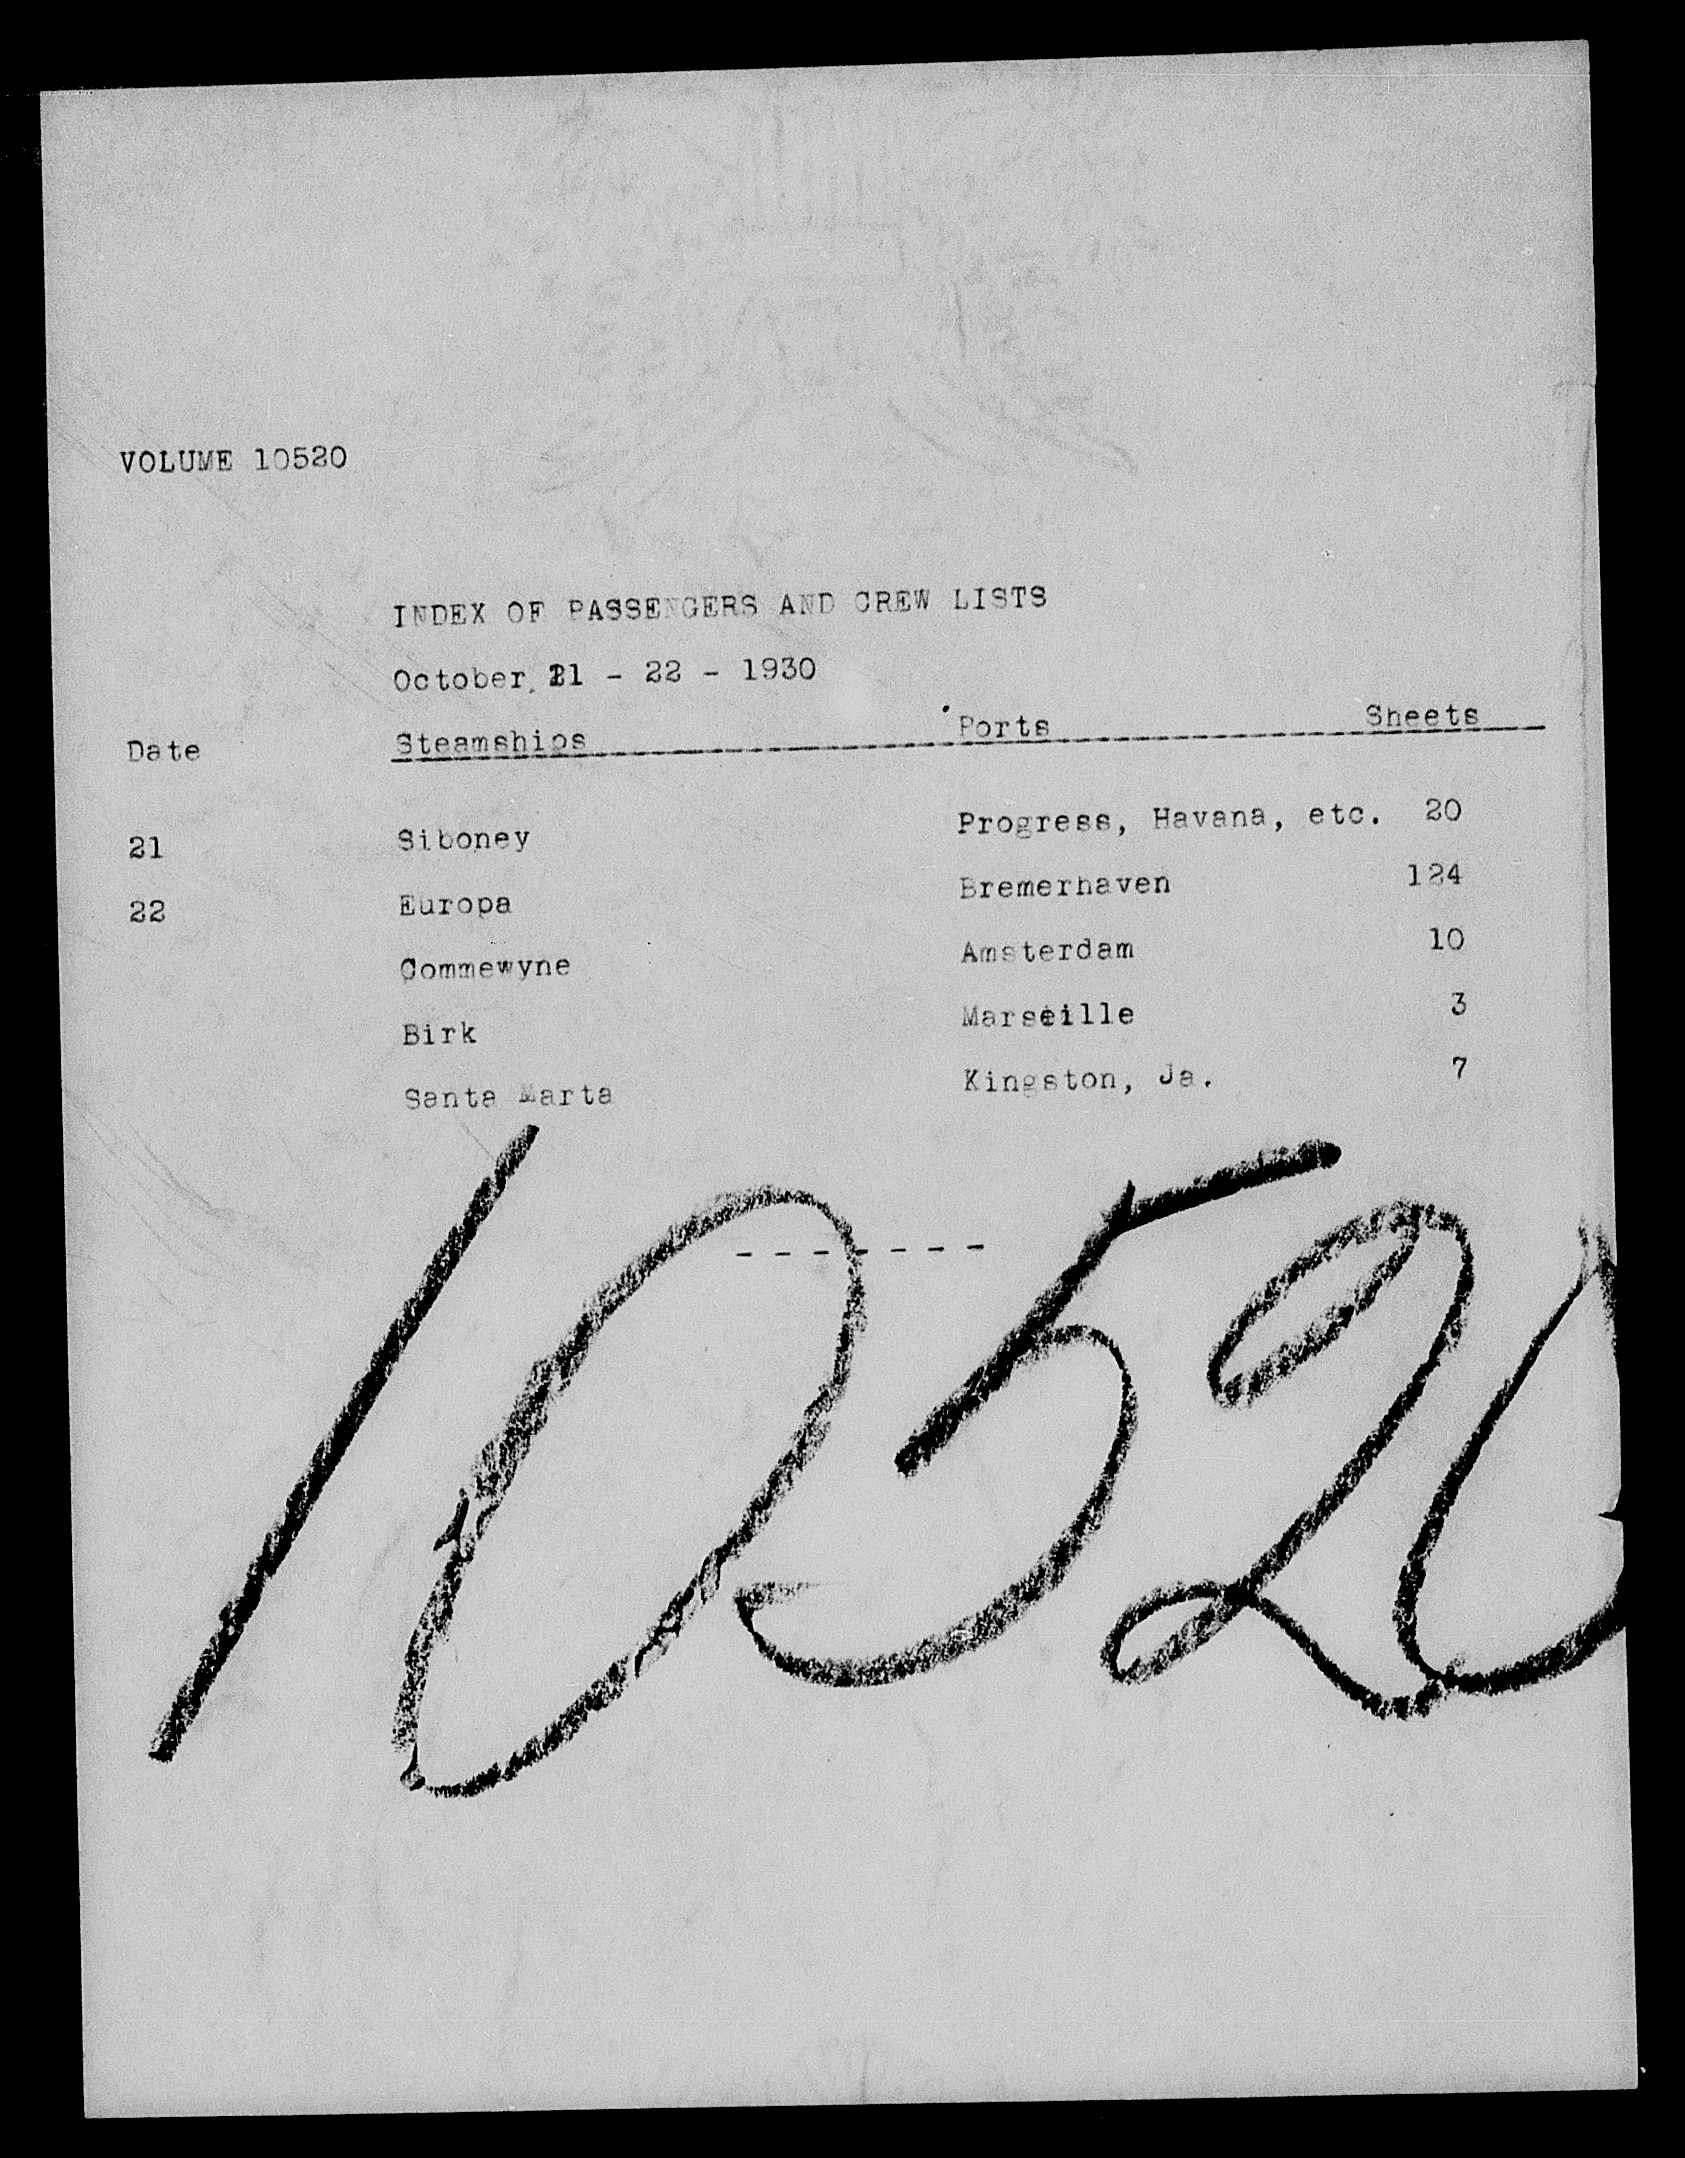 VOLUME 10520
INDEX OF PASSENGERS AND CREW LISTS
October 21 - 22 - 1930
Date Steamships Ports Sheets
21 Siboney Progress, Havana, etc. 20
22 Europa Bremerhaven 124
Commewyne Amsterdam 10
Birk Marseille 3
Santa Marta Kingston, Ja. 7
- - - - - - -
10520